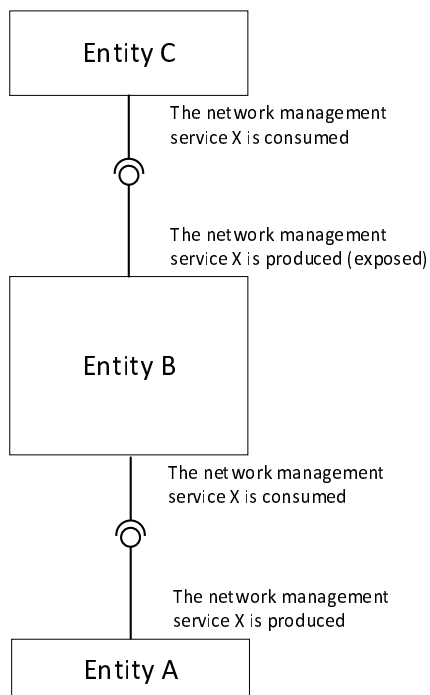 Entity C
The network management
service X is consumed
The network management
service X is produced (exposed)
Entity B
The network management
service X is consumed
The network management
service X is produced
Entity A